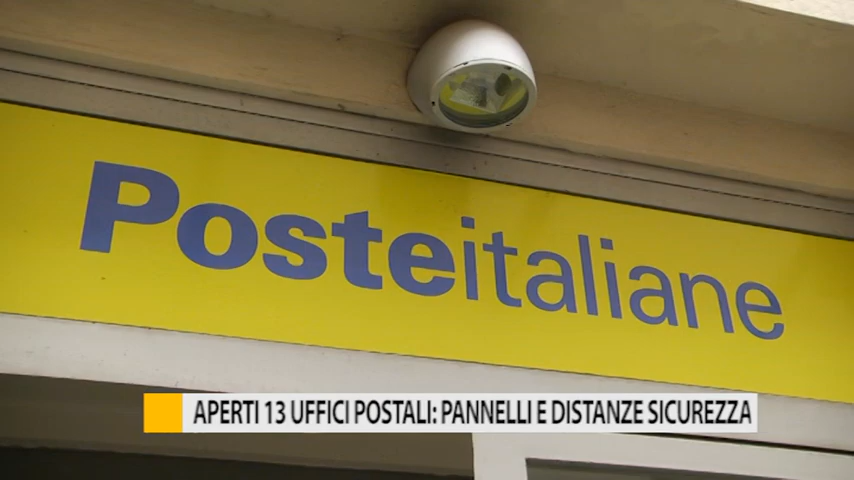 Posteitaliane
APERTI 13 UFFICI POSTALI: PANNELLI E DISTANZE SICUREZZA